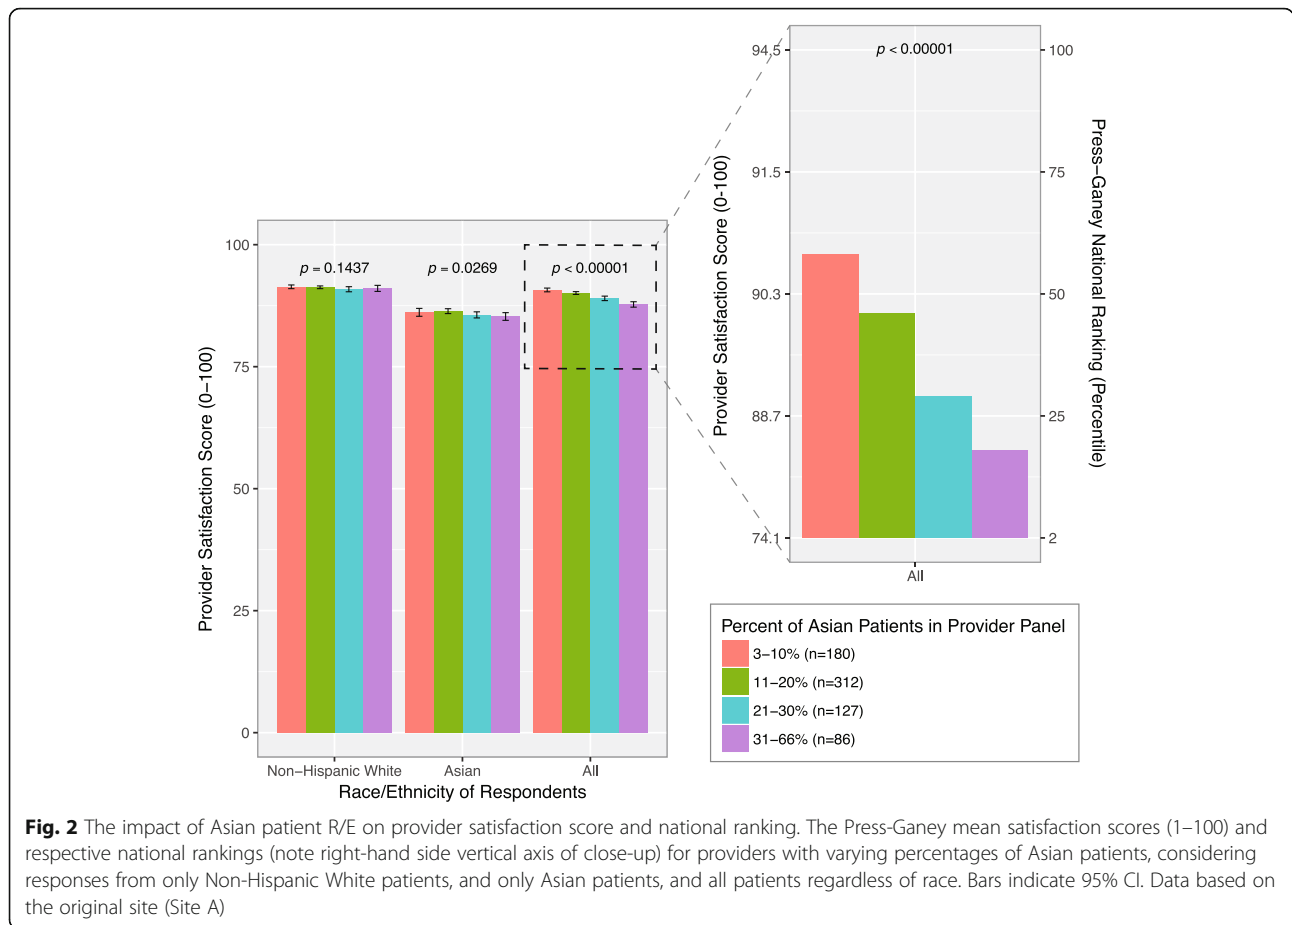 p < 0.00001
94.5
91.5
90.3
88.7
74.1
Provider Satisfaction Score (0-100)
100
75
50
25
2
Press−Ganey National Ranking (Percentile)
All
100
75
50
25
0
Provider Satisfaction Score (0−100)
p = 0.1437
p = 0.0269
p < 0.00001
Non−Hispanic White
Asian
All
Race/Ethnicity of Respondents
Percent of Asian Patients in Provider Panel
3−10% (n=180)
11−20% (n=312)
21−30% (n=127)
31−66% (n=86)
Fig. 2 The impact of Asian patient R/E on provider satisfaction score and national ranking. The Press-Ganey mean satisfaction scores (1–100) and
respective national rankings (note right-hand side vertical axis of close-up) for providers with varying percentages of Asian patients, considering
responses from only Non-Hispanic White patients, and only Asian patients, and all patients regardless of race. Bars indicate 95% CI. Data based on
the original site (Site A)